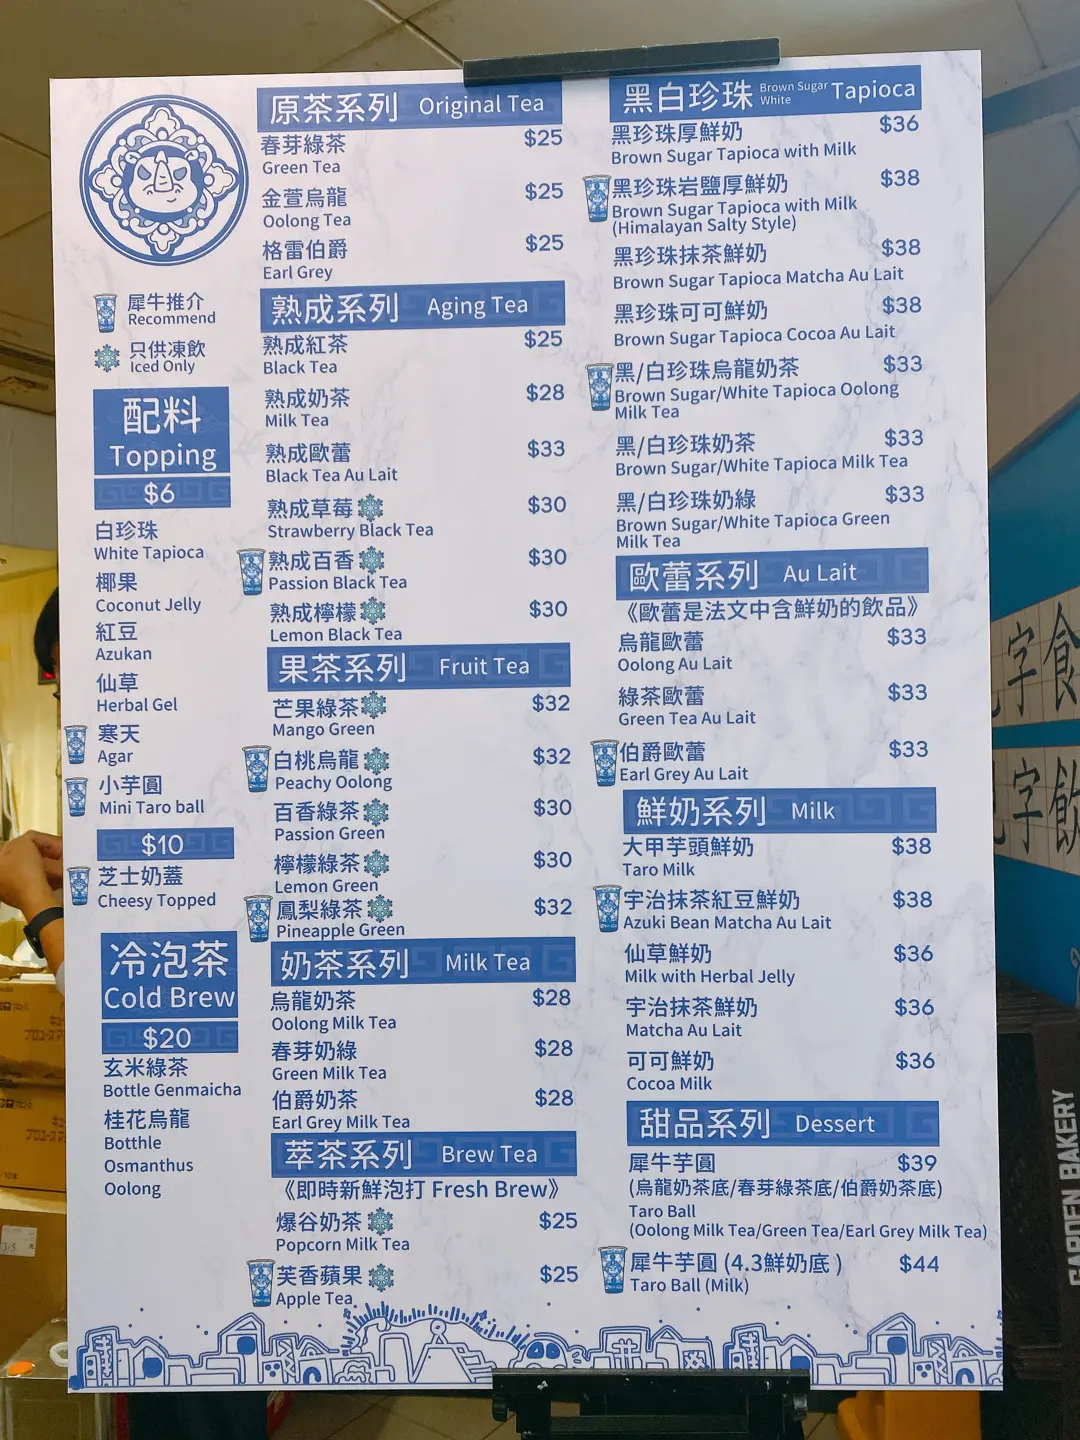 犀牛推介
Recommend
只供凍飲
Iced Only
配料
Topping
$6
白珍珠
White Tapioca
椰果
Coconut Jelly
紅豆
Azukan
仙草
Herbal Gel
寒天
Agar
小芋圓
Mini Taro ball
$10
芝士奶蓋
Cheesy Topped
冷泡茶
Cold Brew
$20
玄米綠茶
Bottle Genmaicha
桂花烏龍
Botthle
Osmanthus
Oolong
原茶系列 Original Tea
春芽綠茶 $25
Green Tea
金萱烏龍 $25
Oolong Tea
格雷伯爵 $25
Earl Grey
熟成系列 Aging Tea
熟成紅茶 $25
Black Tea
熟成奶茶 $28
Milk Tea
熟成歐蕾 $33
Black Tea Au Lait
熟成草莓 $30
Strawberry Black Tea
熟成百香 $30
Passion Black Tea
熟成檸檬 $30
Lemon Black Tea
果茶系列 Fruit Tea
芒果綠茶 $32
Mango Green
白桃烏龍 $32
Peachy Oolong
百香綠茶 $30
Passion Green
檸檬綠茶 $30
Lemon Green
鳳梨綠茶 $32
Pineapple Green
奶茶系列 Milk Tea
烏龍奶茶 $28
Oolong Milk Tea
春芽奶綠 $28
Green Milk Tea
伯爵奶茶 $28
Earl Grey Milk Tea
萃茶系列 Brew Tea
《即時新鮮泡打 Fresh Brew》
爆谷奶茶 $25
Popcorn Milk Tea
芙香蘋果 $25
Apple Tea
黑白珍珠 Brown Sugar White Tapioca
黑珍珠厚鮮奶 $36
Brown Sugar Tapioca with Milk
黑珍珠岩鹽厚鮮奶 $38
Brown Sugar Tapioca with Milk
(Himalayan Salty Style)
黑珍珠抹茶鮮奶 $38
Brown Sugar Tapioca Matcha Au Lait
黑珍珠可可鮮奶 $38
Brown Sugar Tapioca Cocoa Au Lait
黑/白珍珠烏龍奶茶 $33
Brown Sugar/White Tapioca Oolong
Milk Tea
黑/白珍珠奶茶 $33
Brown Sugar/White Tapioca Milk Tea
黑/白珍珠奶綠 $33
Brown Sugar/White Tapioca Green
Milk Tea
歐蕾系列 Au Lait
《歐蕾是法文中含鮮奶的飲品》
烏龍歐蕾 $33
Oolong Au Lait
綠茶歐蕾 $33
Green Tea Au Lait
伯爵歐蕾 $33
Earl Grey Au Lait
鮮奶系列 Milk
大甲芋頭鮮奶 $38
Taro Milk
宇治抹茶紅豆鮮奶 $38
Azuki Bean Matcha Au Lait
仙草鮮奶 $36
Milk with Herbal Jelly
宇治抹茶鮮奶 $36
Matcha Au Lait
可可鮮奶 $36
Cocoa Milk
甜品系列 Dessert
犀牛芋圓 $39
(烏龍奶茶底/春芽綠茶底/伯爵奶茶底)
Taro Ball
(Oolong Milk Tea/Green Tea/Earl Grey Milk Tea)
犀牛芋圓 (4.3鮮奶底 ) $44
Taro Ball (Milk)
字食
字飲
GARDEN BAKERY